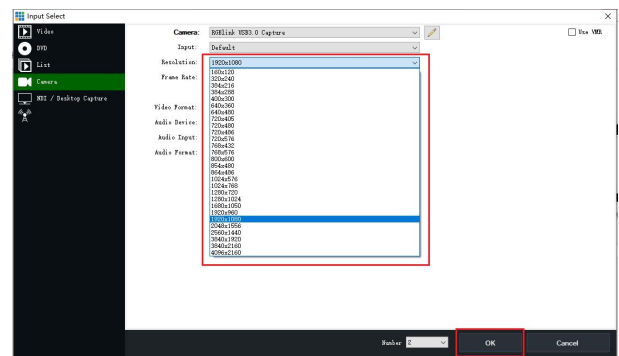 Input Select
Video
DVD
List
Camera
NDI / Desktop Capture
Camera: RGBlink USB3.0 Capture
Use VMR
Input: Default
Resolution: 1920x1080
Frame Rate:
Video Format:
Audio Device:
Audio Input:
Audio Format:
160x120
320x240
384x216
384x288
400x300
640x360
640x480
720x405
720x480
720x486
720x576
768x432
768x576
800x600
854x480
864x486
1024x576
1024x768
1280x720
1280x1024
1680x1050
1920x960
1920x1080
2048x1556
2560x1440
3840x1920
3840x2160
4096x2160
Number 2
OK
Cancel